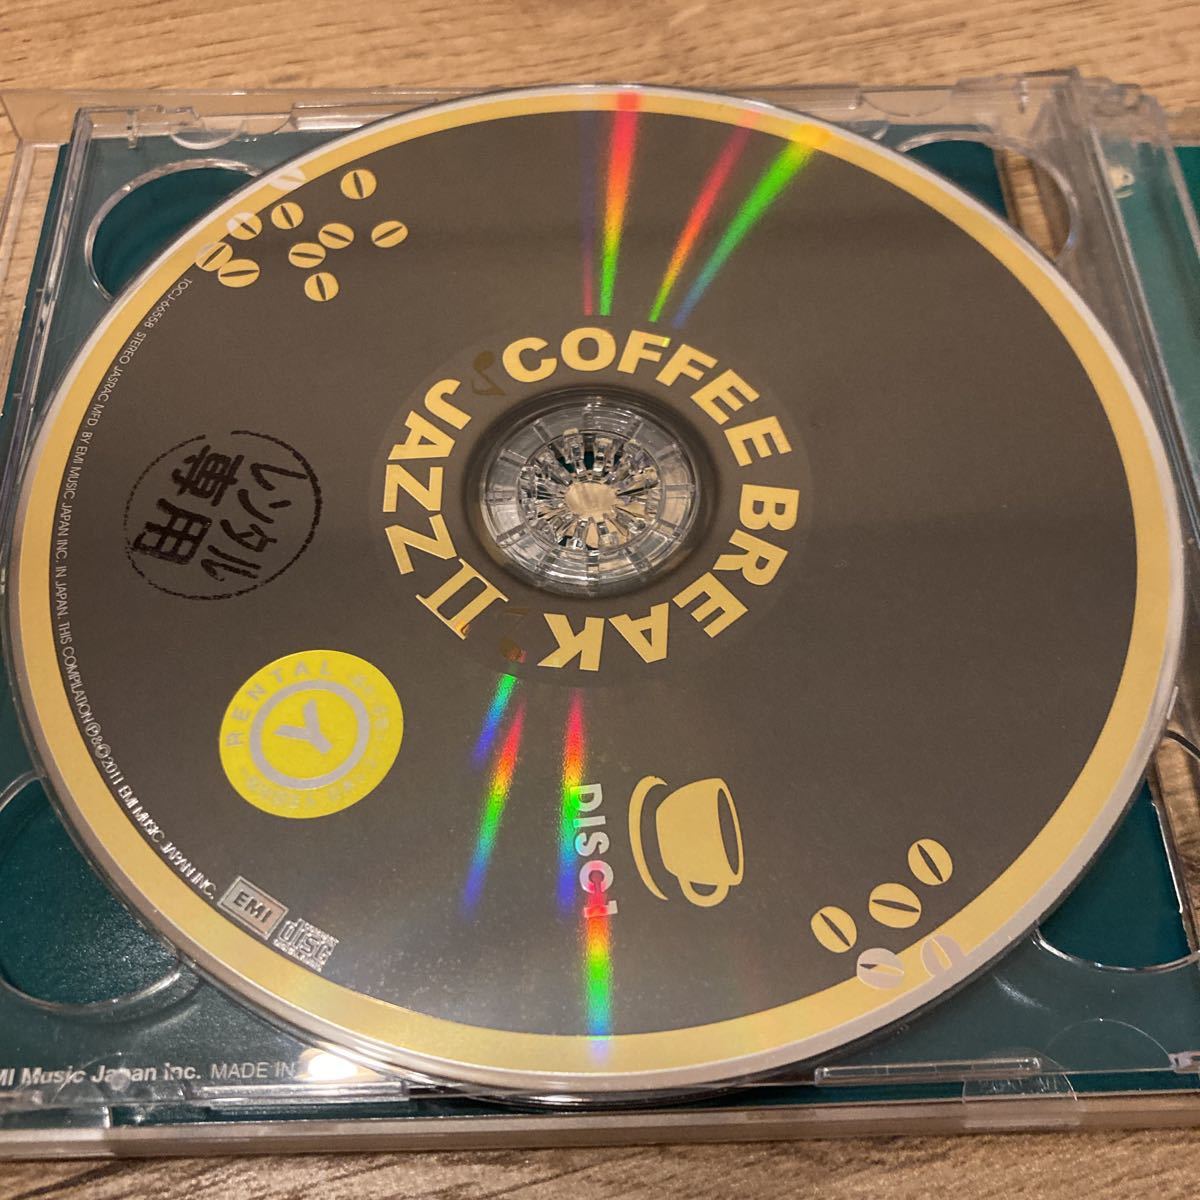 COFFEE BREAK
JAZZ II
DISC1
レンタル
専用
RENTAL
Y
TOCJ-66558 STEREO JASRAC MFD. BY EMI MUSIC JAPAN INC. IN JAPAN. THIS COMPILATION Ⓟ&©2011 EMI MUSIC JAPAN INC.
EMI
disc
MI Music Japan Inc. MADE IN